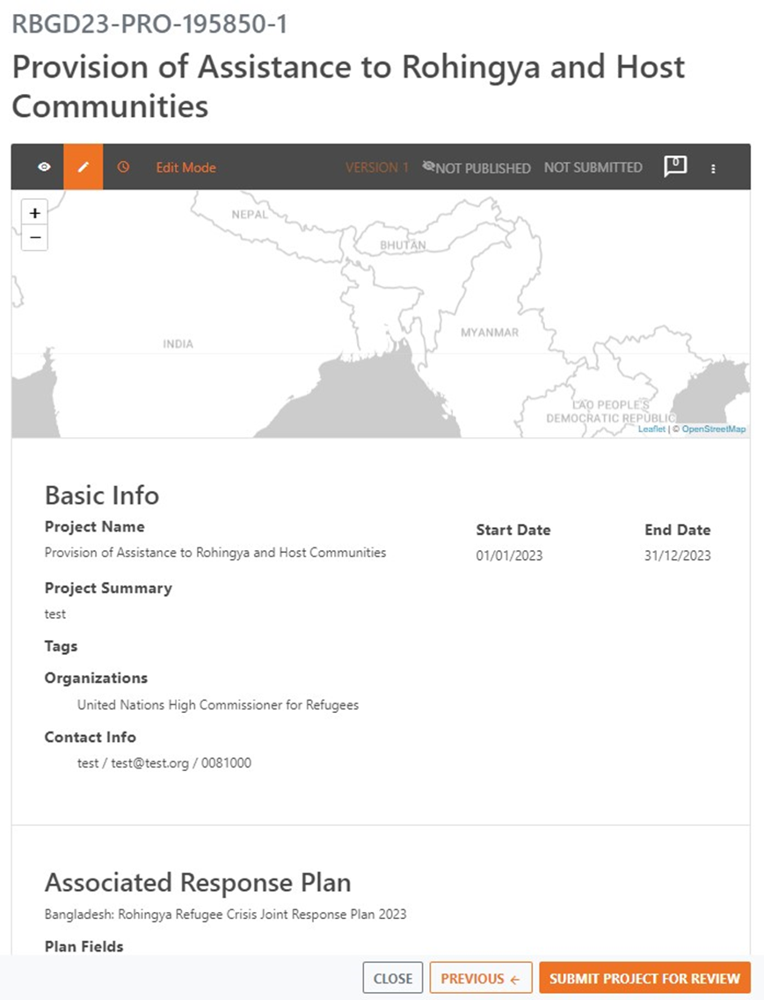 RBGD23-PRO-195850-1
Provision of Assistance to Rohingya and Host
Communities
Edit Mode
VERSION 1
NOT PUBLISHED
NOT SUBMITTED
0
+
−
NEPAL
BHUTAN
INDIA
MYANMAR
LAO PEOPLE'S
DEMOCRATIC REPUBLIC
Leaflet | © OpenStreetMap
Basic Info
Project Name
Start Date
End Date
Provision of Assistance to Rohingya and Host Communities
01/01/2023
31/12/2023
Project Summary
test
Tags
Organizations
United Nations High Commissioner for Refugees
Contact Info
test / test@test.org / 0081000
Associated Response Plan
Bangladesh: Rohingya Refugee Crisis Joint Response Plan 2023
Plan Fields
CLOSE
PREVIOUS ←
SUBMIT PROJECT FOR REVIEW